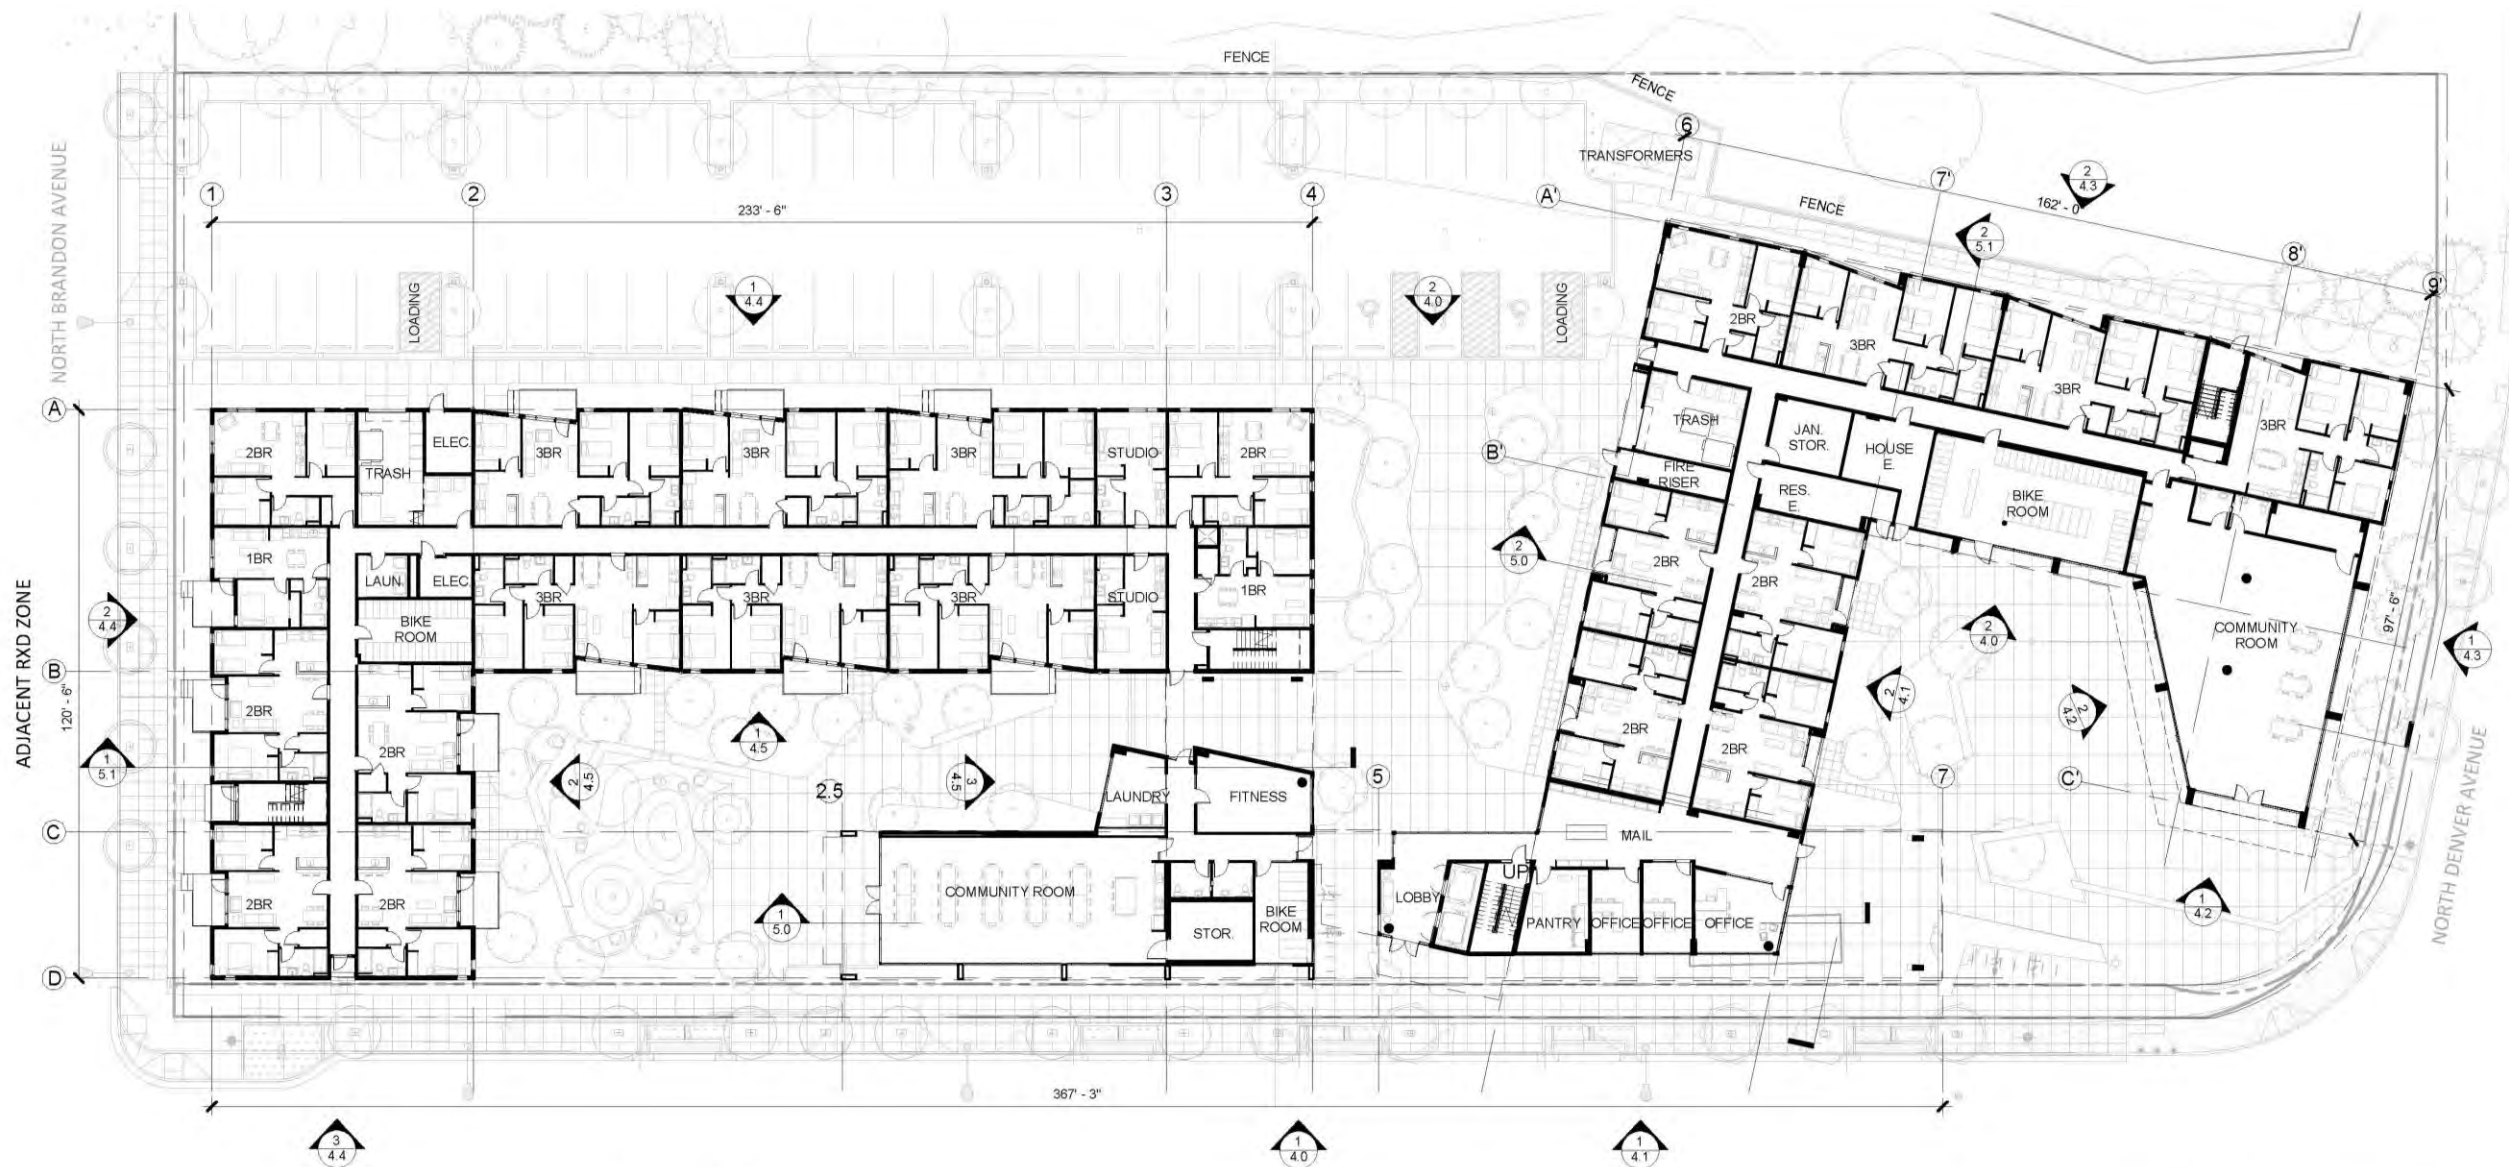 FENCE
FENCE
6
TRANSFORMERS
2
4.3
7'
A'
1
2
3
4
233' - 6"
FENCE
162' - 0"
2
5.1
8'
9'
NORTH BRANDON AVENUE
LOADING
1
4.4
2
4.0
LOADING
2BR
3BR
3BR
3BR
A
2BR
TRASH
ELEC.
3BR
3BR
3BR
STUDIO
2BR
TRASH
JAN.
STOR.
HOUSE
E.
B'
FIRE
RISER
RES.
E.
BIKE
ROOM
1BR
LAUN.
ELEC.
3BR
3BR
3BR
STUDIO
1BR
2
5.0
2BR
2BR
ADJACENT RXD ZONE
2
4.4
BIKE
ROOM
2
4.0
COMMUNITY
ROOM
97' - 6"
1
4.3
B
120' - 6"
2BR
2BR
1
4.5
2
4.1
2
4.2
2BR
2BR
1
5.1
2
4.5
2.5
3
4.5
LAUNDRY
FITNESS
5
7
C'
NORTH DENVER AVENUE
C
MAIL
UP
2BR
2BR
1
5.0
COMMUNITY ROOM
STOR.
BIKE
ROOM
LOBBY
PANTRY
OFFICE
OFFICE
OFFICE
1
4.2
D
367' - 3"
3
4.4
1
4.0
1
4.1